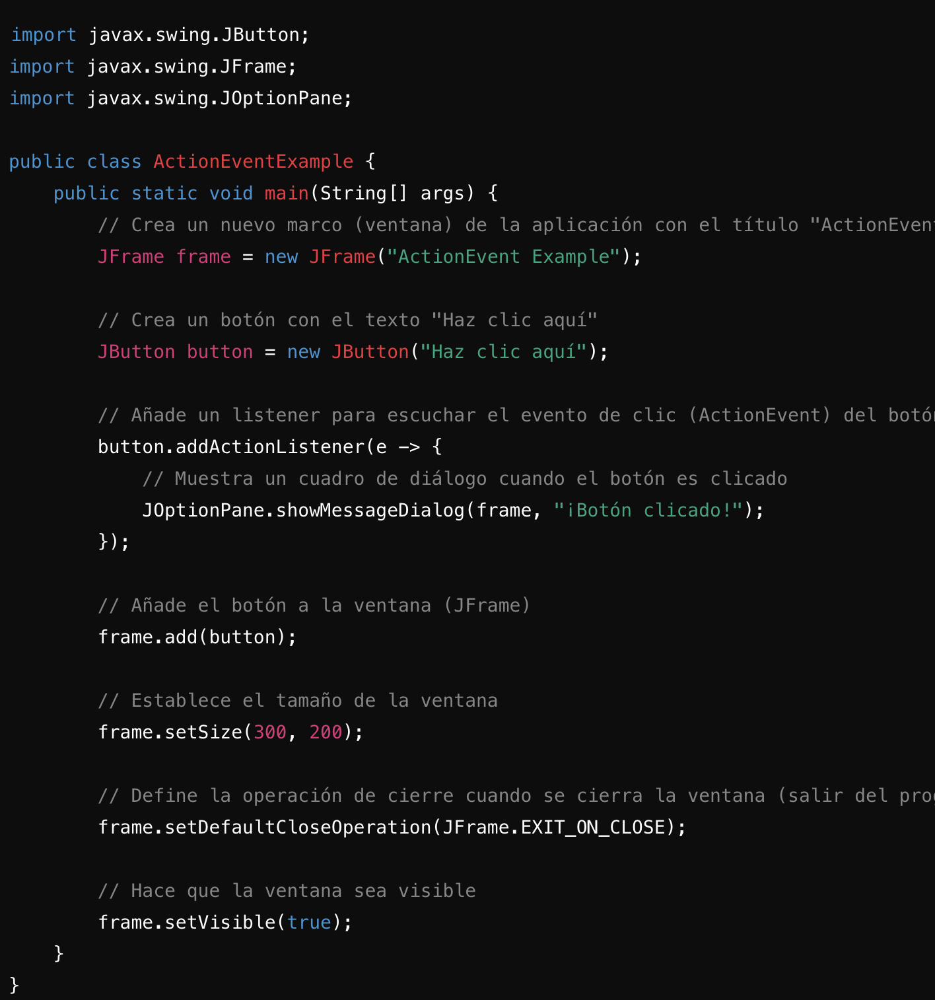 import javax.swing.JButton;
import javax.swing.JFrame;
import javax.swing.JOptionPane;
public class ActionEventExample {
public static void main(String[] args) {
// Crea un nuevo marco (ventana) de la aplicación con el título "ActionEvent
JFrame frame = new JFrame("ActionEvent Example");
// Crea un botón con el texto "Haz clic aquí"
JButton button = new JButton("Haz clic aquí");
// Añade un listener para escuchar el evento de clic (ActionEvent) del botón
button.addActionListener(e -> {
// Muestra un cuadro de diálogo cuando el botón es clicado
JOptionPane.showMessageDialog(frame, "¡Botón clicado!");
});
// Añade el botón a la ventana (JFrame)
frame.add(button);
// Establece el tamaño de la ventana
frame.setSize(300, 200);
// Define la operación de cierre cuando se cierra la ventana (salir del
frame.setDefaultCloseOperation(JFrame.EXIT_ON_CLOSE);
// Hace que la ventana sea visible
frame.setVisible(true);
}
}